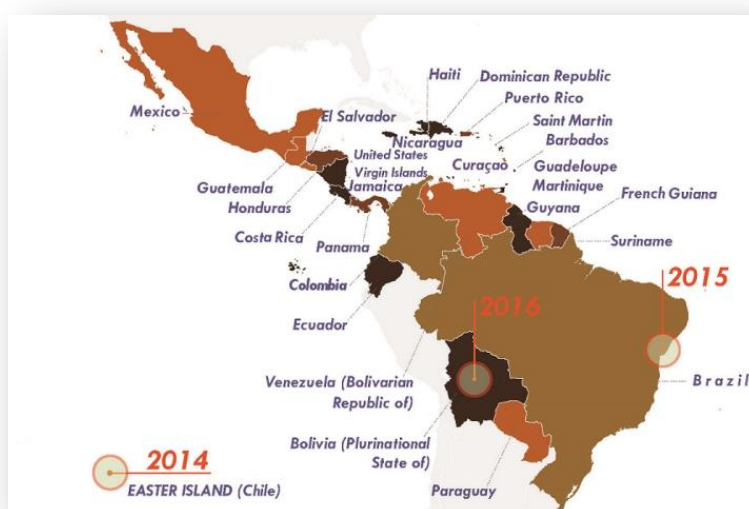 Haiti
Dominican Republic
Puerto Rico
Mexico
El Salvador
Saint Martin
Nicaragua
Barbados
United States
Virgin Islands
Curaçao
Guadeloupe
Martinique
Guatemala
Jamaica
French Guiana
Honduras
Guyana
Costa Rica
Panama
Suriname
Colombia
2015
2016
Ecuador
Venezuela (Bolivarian
Republic of)
Brazil
Bolivia (Plurinational
State of)
2014
EASTER ISLAND (Chile)
Paraguay